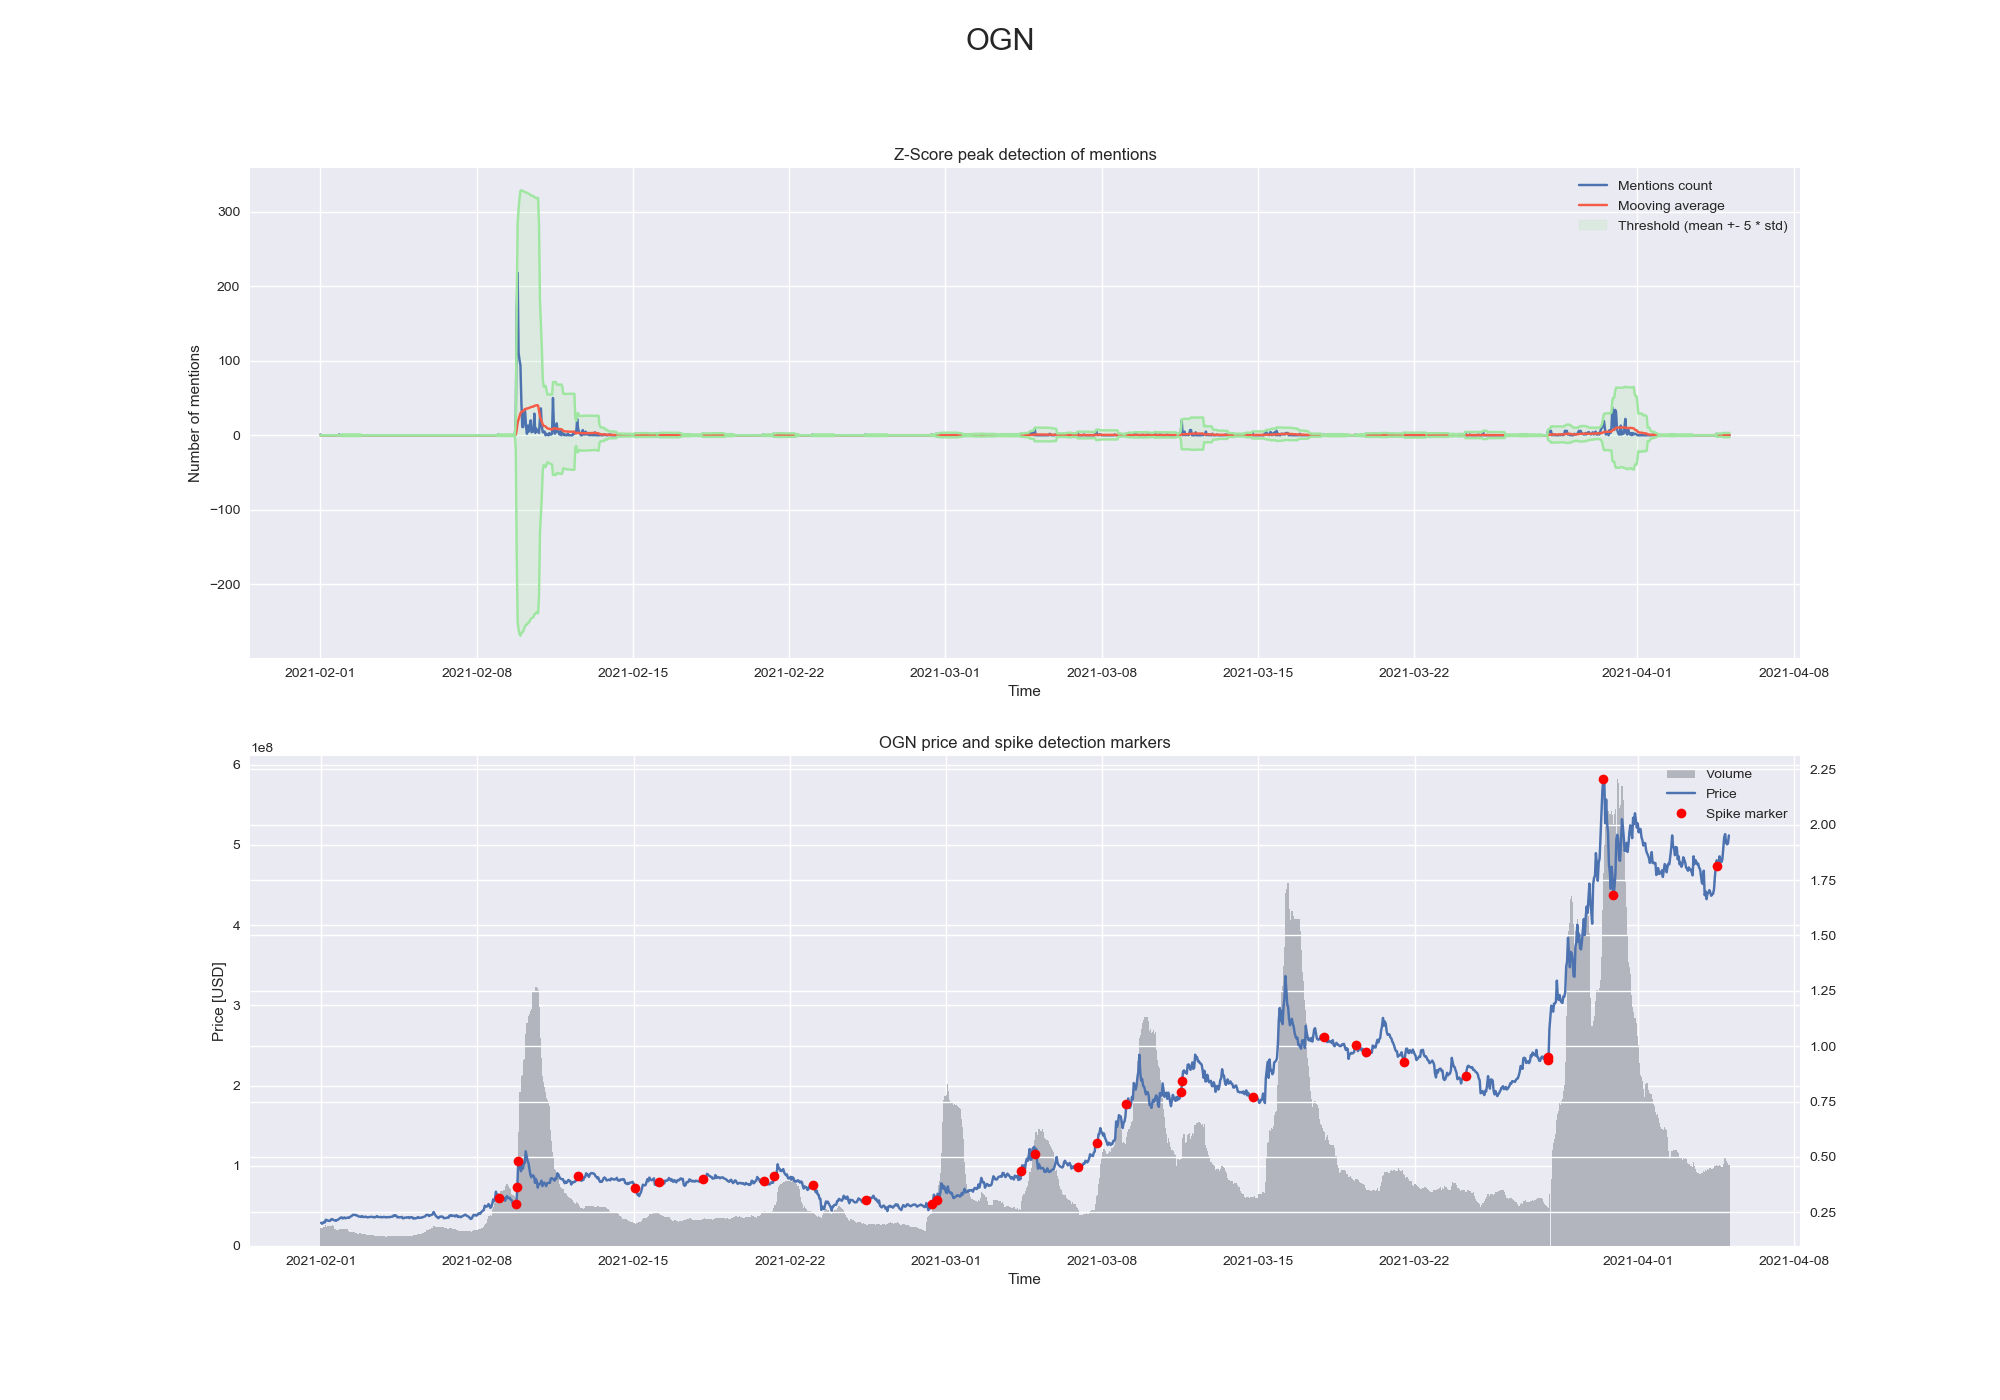 OGN
Z-Score peak detection of mentions
Mentions count
Mooving average
Threshold (mean +- 5 * std)
Number of mentions
300
200
100
0
−100
−200
2021-02-01 2021-02-08 2021-02-15 2021-02-22 2021-03-01 2021-03-08 2021-03-15 2021-03-22 2021-04-01 2021-04-08
Time
OGN price and spike detection markers
1e8
Volume
Price
Spike marker
Price [USD]
6
5
4
3
2
1
0
2.25
2.00
1.75
1.50
1.25
1.00
0.75
0.50
0.25
2021-02-01 2021-02-08 2021-02-15 2021-02-22 2021-03-01 2021-03-08 2021-03-15 2021-03-22 2021-04-01 2021-04-08
Time